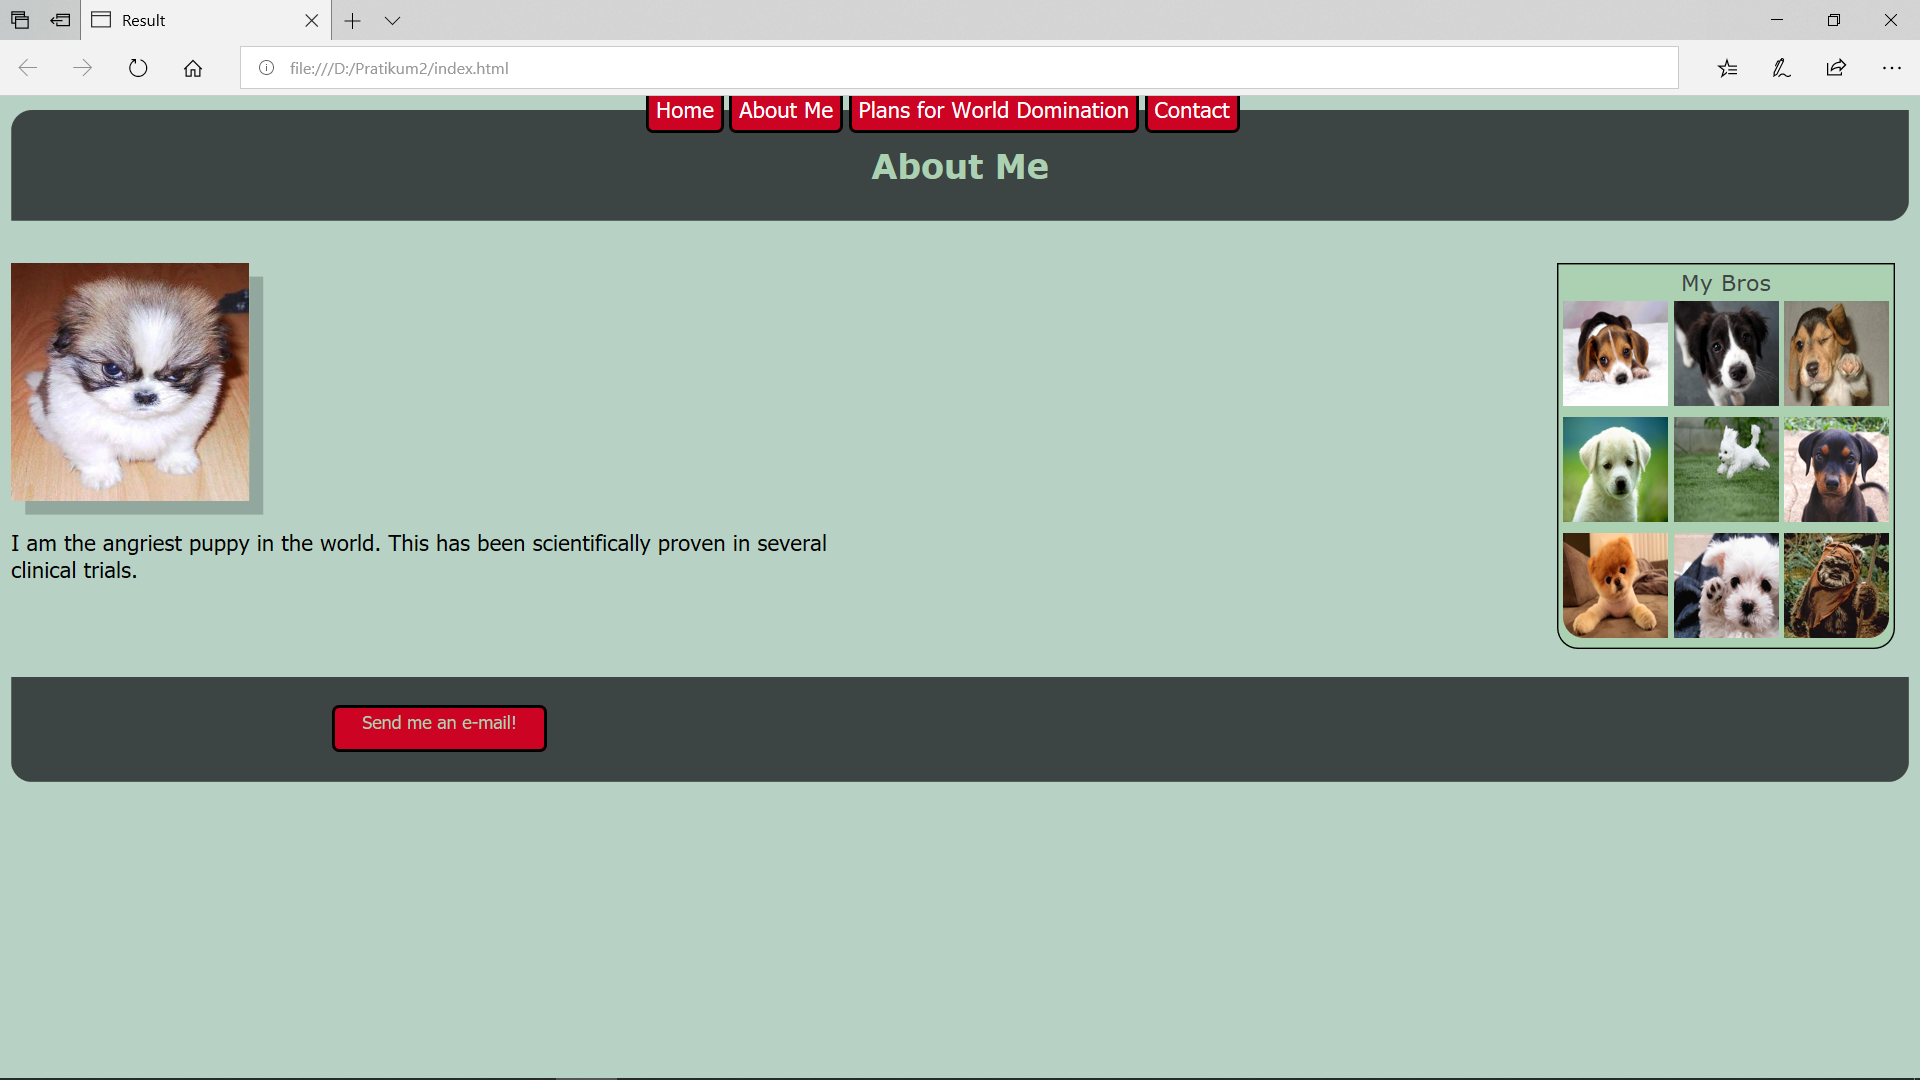 Result
file:///D:/Pratikum2/index.html
Home About Me Plans for World Domination Contact
About Me
My Bros
I am the angriest puppy in the world. This has been scientifically proven in several
clinical trials.
Send me an e-mail!